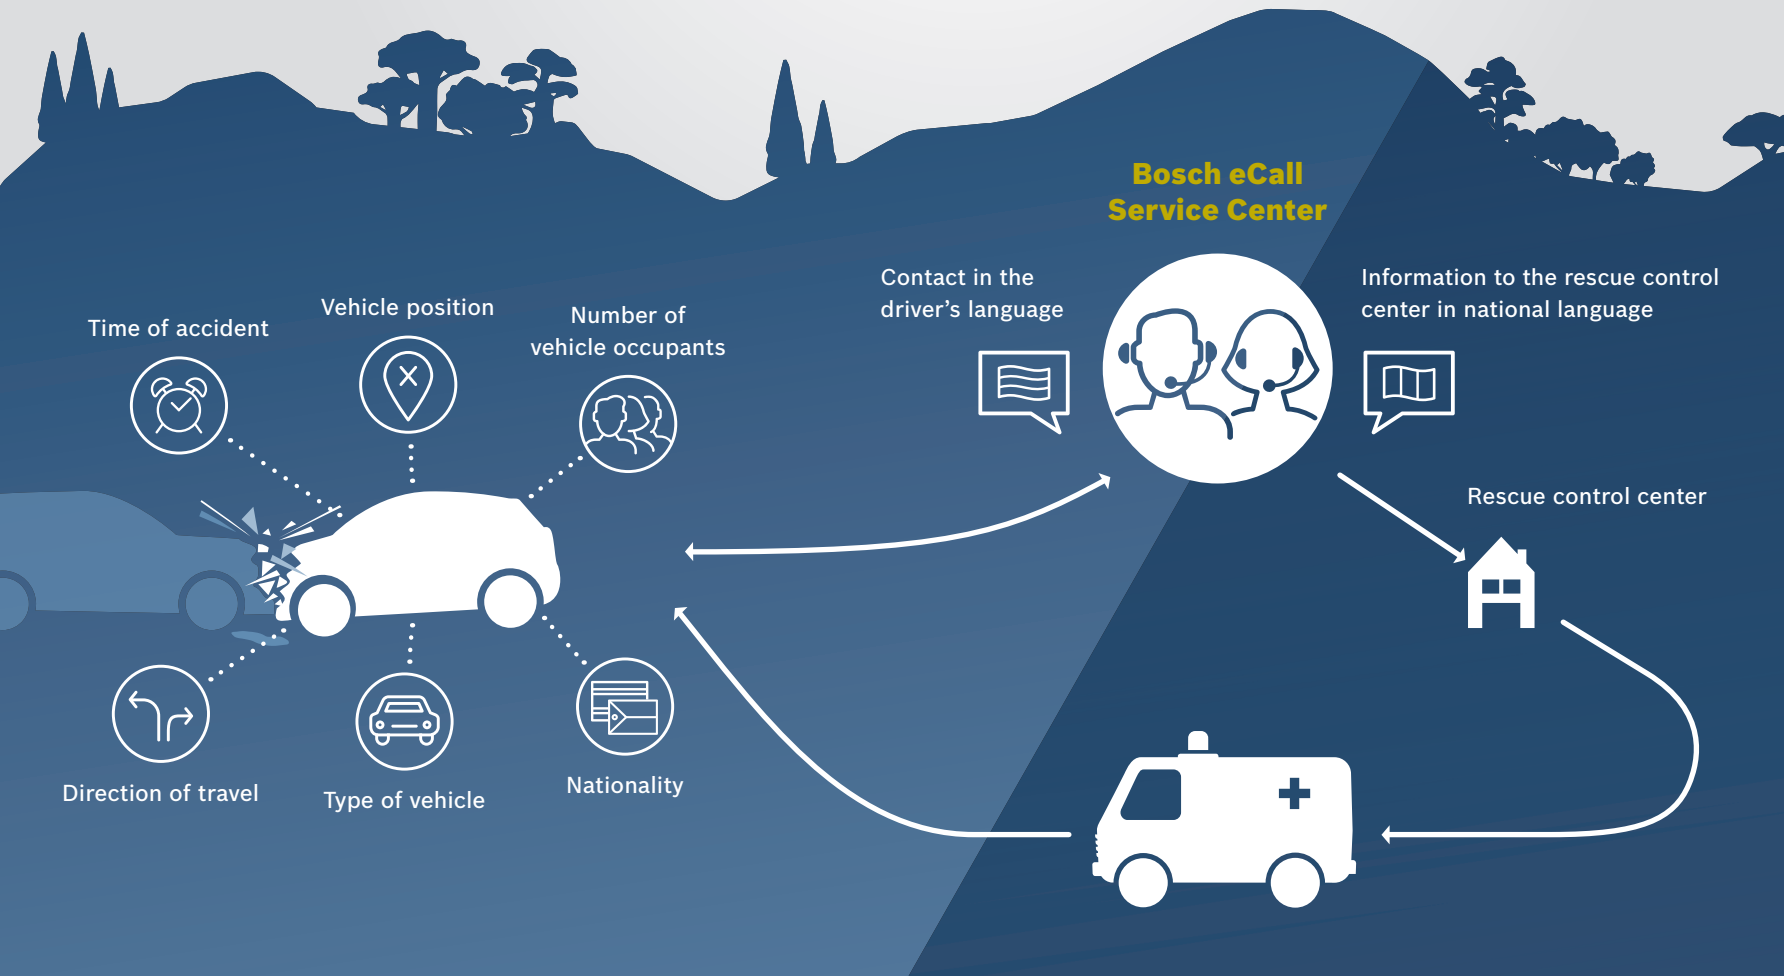 Bosch eCall
Service Center
Contact in the
driver’s language
Information to the rescue control
center in national language
Time of accident
Vehicle position
Number of
vehicle occupants
Rescue control center
Direction of travel
Type of vehicle
Nationality